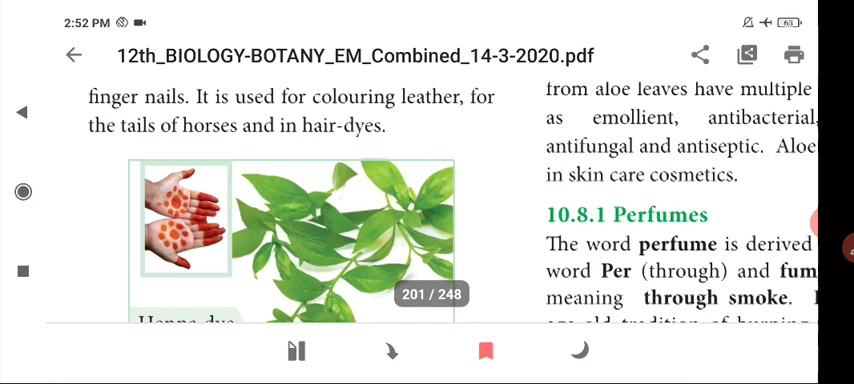 2:52 PM
63
12th_BIOLOGY-BOTANY_EM_Combined_14-3-2020.pdf
finger nails. It is used for colouring leather, for
the tails of horses and in hair-dyes.
Henna dye
201 / 248
from aloe leaves have multiple
as emollient, antibacterial,
antifungal and antiseptic. Aloe
in skin care cosmetics.
10.8.1 Perfumes
The word perfume is derived
word Per (through) and fum
meaning through smoke.